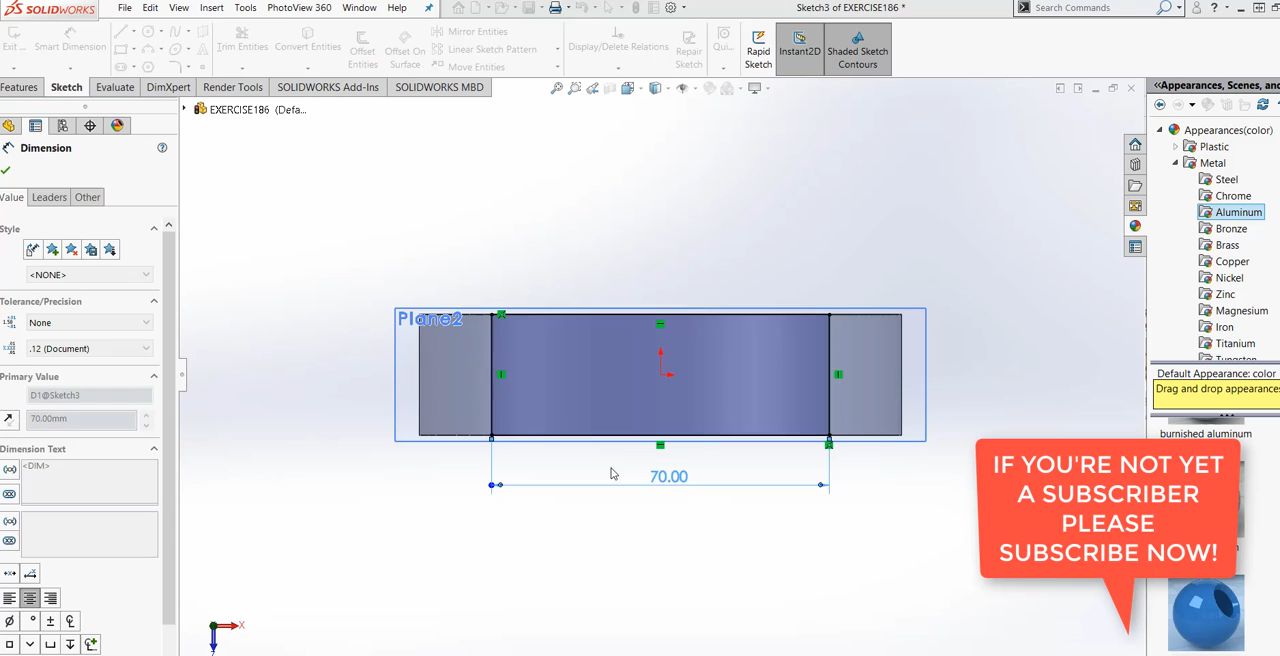 SOLIDWORKS
File Edit View Insert Tools PhotoView 360 Window Help
Sketch3 of EXERCISE186 *
Search Commands
?
Exit ...
Smart Dimension
Trim Entities
Convert Entities
Offset Entities
Offset On Surface
Mirror Entities
Linear Sketch Pattern
Move Entities
Display/Delete Relations
Repair Sketch
Qui...
Rapid Sketch
Instant2D
Shaded Sketch Contours
Features Sketch Evaluate DimXpert Render Tools SOLIDWORKS Add-Ins SOLIDWORKS MBD
EXERCISE186 (Defa...
Dimension
Value Leaders Other
Style
<NONE>
Tolerance/Precision
None
.12 (Document)
Primary Value
D1@Sketch3
70.00mm
Dimension Text
<DIM>
Plane2
70.00
X
<<Appearances, Scenes, and
Appearances(color)
Plastic
Metal
Steel
Chrome
Aluminum
Bronze
Brass
Copper
Nickel
Zinc
Magnesium
Iron
Titanium
Tungsten
Default Appearance: color
Drag and drop appearances
burnished aluminum
IF YOU'RE NOT YET
A SUBSCRIBER
PLEASE
SUBSCRIBE NOW!